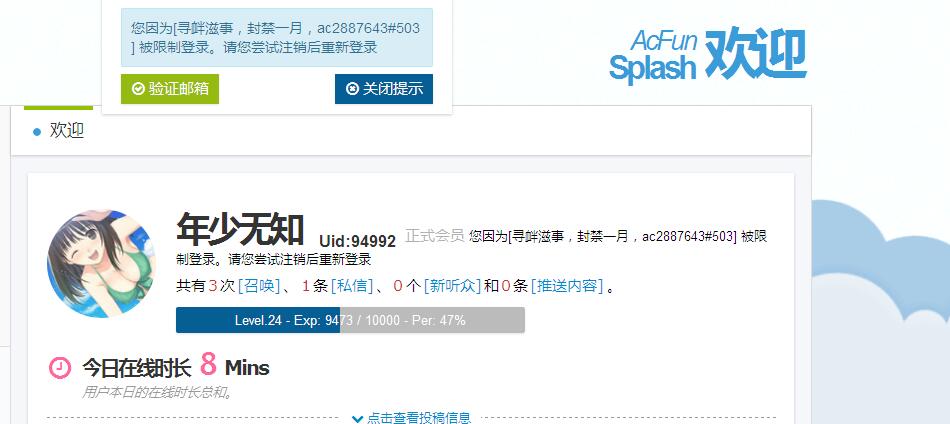 您因为[寻衅滋事，封禁一月，ac2887643#503
] 被限制登录。请您尝试注销后重新登录
验证邮箱 关闭提示
AcFun
Splash 欢迎
欢迎
年少无知 Uid:94992 正式会员 您因为[寻衅滋事，封禁一月，ac2887643#503] 被限
制登录。请您尝试注销后重新登录
共有3次[召唤]、1条[私信]、0个[新听众]和0条[推送内容]。
Level.24 - Exp: 9473 / 10000 - Per: 47%
今日在线时长 8 Mins
用户本日的在线时长总和。
点击查看投稿信息